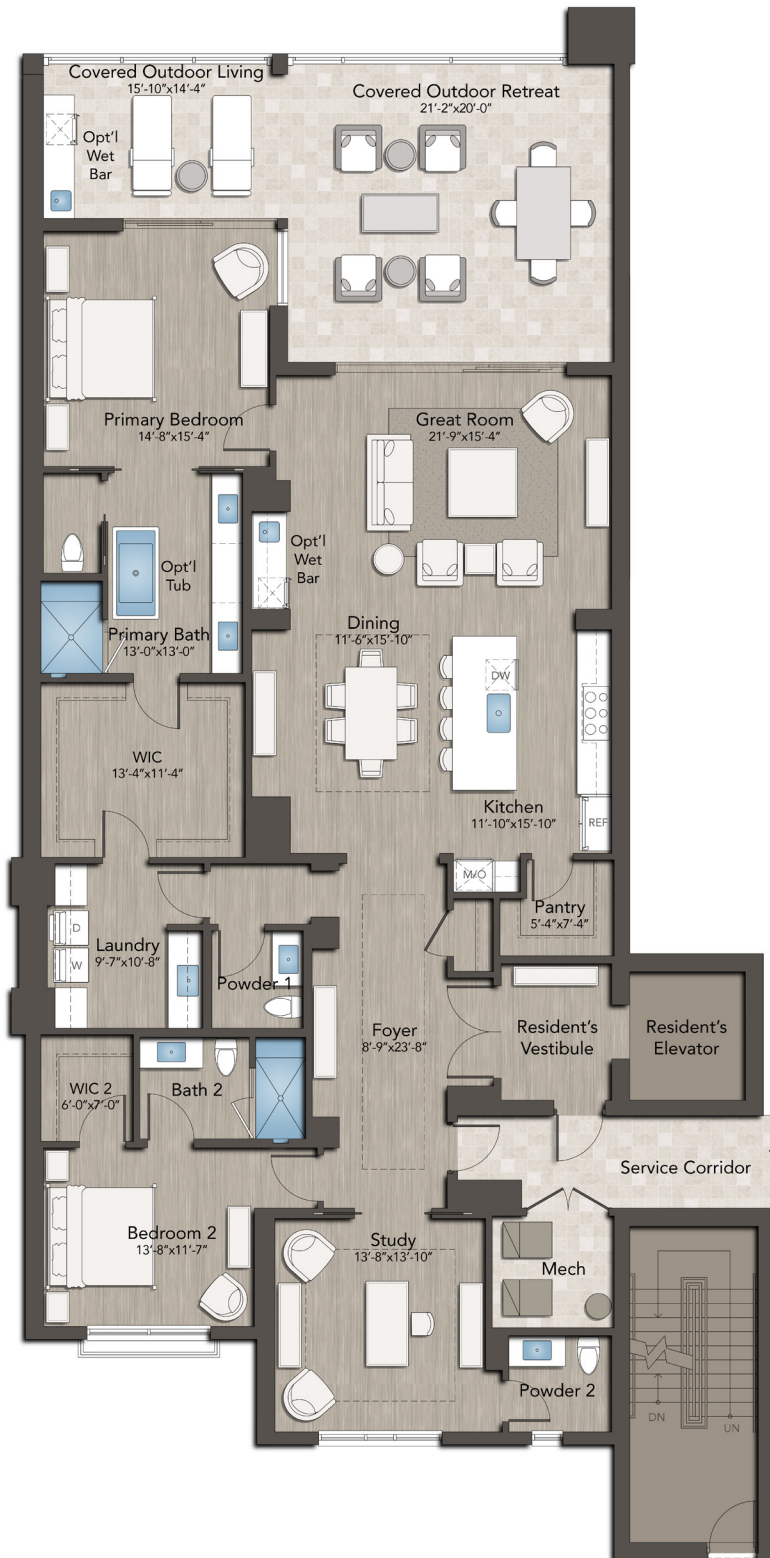 Covered Outdoor Living
15'-10"x14'-4"
Covered Outdoor Retreat
21'-2"x20'-0"
Opt'l
Wet
Bar
Primary Bedroom
14'-8"x15'-4"
Great Room
21'-9"x15'-4"
Opt'l
Wet
Bar
Opt'l
Tub
Primary Bath
13'-0"x13'-0"
Dining
11'-6"x15'-10"
DW
WIC
13'-4"x11'-4"
Kitchen
11'-10"x15'-10"
REF
M/O
Pantry
5'-4"x7'-4"
D
W
Laundry
9'-7"x10'-8"
Powder 1
Foyer
8'-9"x23'-8"
Resident's
Vestibule
Resident's
Elevator
WIC 2
6'-0"x7'-0"
Bath 2
Service Corridor
Bedroom 2
13'-8"x11'-7"
Study
13'-8"x13'-10"
Mech
Powder 2
DN
UN